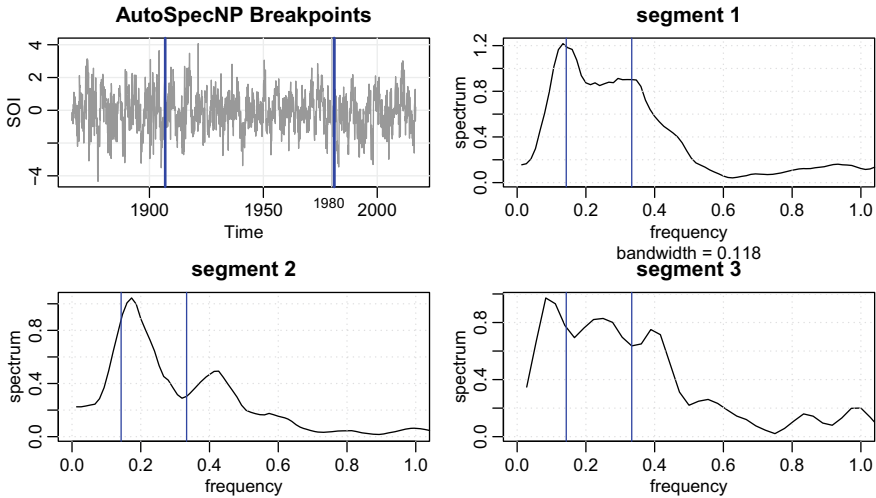 AutoSpecNP Breakpoints
SOI
4
2
0
−4
1900
1950
1980
2000
Time
segment 1
spectrum
1.2
0.8
0.4
0.0
0.0 0.2 0.4 0.6 0.8 1.0
frequency
bandwidth = 0.118
segment 2
spectrum
0.8
0.4
0.0
0.0 0.2 0.4 0.6 0.8 1.0
frequency
segment 3
spectrum
0.8
0.4
0.0
0.0 0.2 0.4 0.6 0.8 1.0
frequency